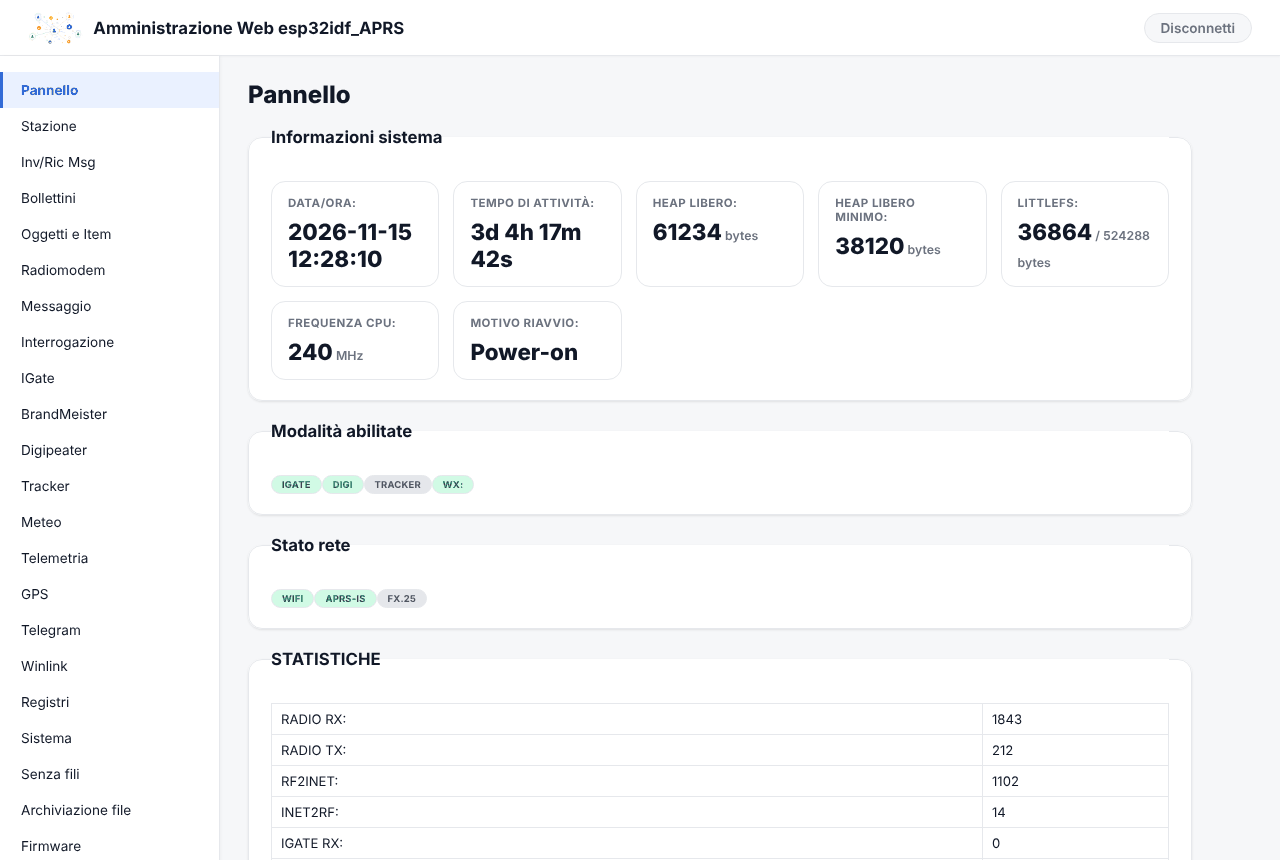 Amministrazione Web esp32idf_APRS
Disconnetti
Pannello
Stazione
Inv/Ric Msg
Bollettini
Oggetti e Item
Radiomodem
Messaggio
Interrogazione
IGate
BrandMeister
Digipeater
Tracker
Meteo
Telemetria
GPS
Telegram
Winlink
Registri
Sistema
Senza fili
Archiviazione file
Firmware
Pannello
Informazioni sistema
DATA/ORA:
2026-11-15
12:28:10
TEMPO DI ATTIVITÀ:
3d 4h 17m
42s
HEAP LIBERO:
61234 bytes
HEAP LIBERO
MINIMO:
38120 bytes
LITTLEFS:
36864 / 524288
bytes
FREQUENZA CPU:
240 MHz
MOTIVO RIAVVIO:
Power-on
Modalità abilitate
IGATE DIGI TRACKER WX:
Stato rete
WIFI APRS-IS FX.25
STATISTICHE
RADIO RX: 1843
RADIO TX: 212
RF2INET: 1102
INET2RF: 14
IGATE RX: 0